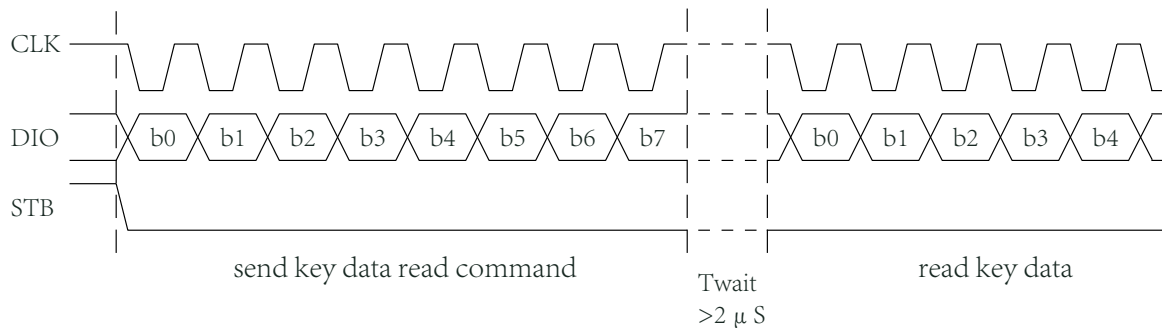 CLK
DIO b0 b1 b2 b3 b4 b5 b6 b7 b0 b1 b2 b3 b4
STB
send key data read command
read key data
Twait
>2 μ S